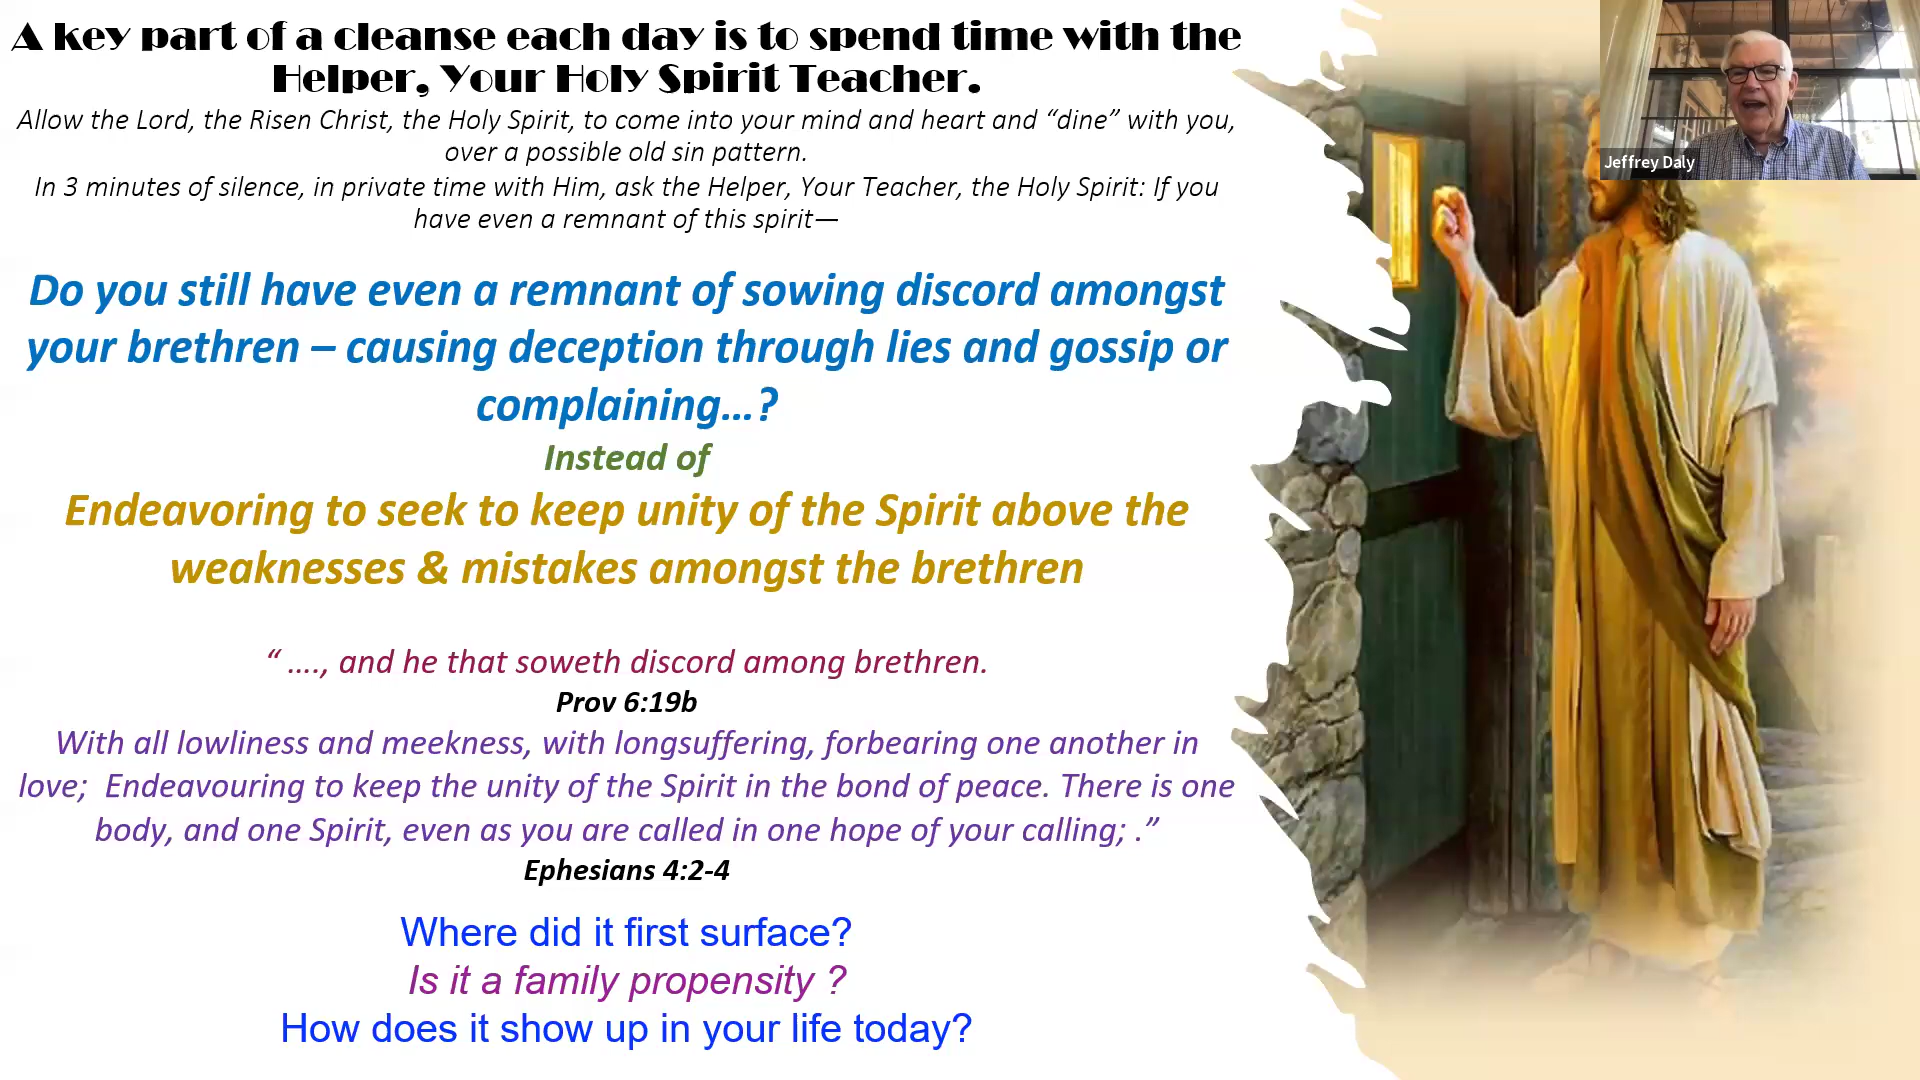 A key part of a cleanse each day is to spend time with the
Helper, Your Holy Spirit Teacher.
Allow the Lord, the Risen Christ, the Holy Spirit, to come into your mind and heart and “dine” with you,
over a possible old sin pattern.
In 3 minutes of silence, in private time with Him, ask the Helper, Your Teacher, the Holy Spirit: If you
have even a remnant of this spirit—
Do you still have even a remnant of sowing discord amongst
your brethren – causing deception through lies and gossip or
complaining...?
Instead of
Endeavoring to seek to keep unity of the Spirit above the
weaknesses & mistakes amongst the brethren
“ ...., and he that soweth discord among brethren.
Prov 6:19b
With all lowliness and meekness, with longsuffering, forbearing one another in
love;  Endeavouring to keep the unity of the Spirit in the bond of peace. There is one
body, and one Spirit, even as you are called in one hope of your calling; .”
Ephesians 4:2-4
Where did it first surface?
Is it a family propensity ?
How does it show up in your life today?
Jeffrey Daly